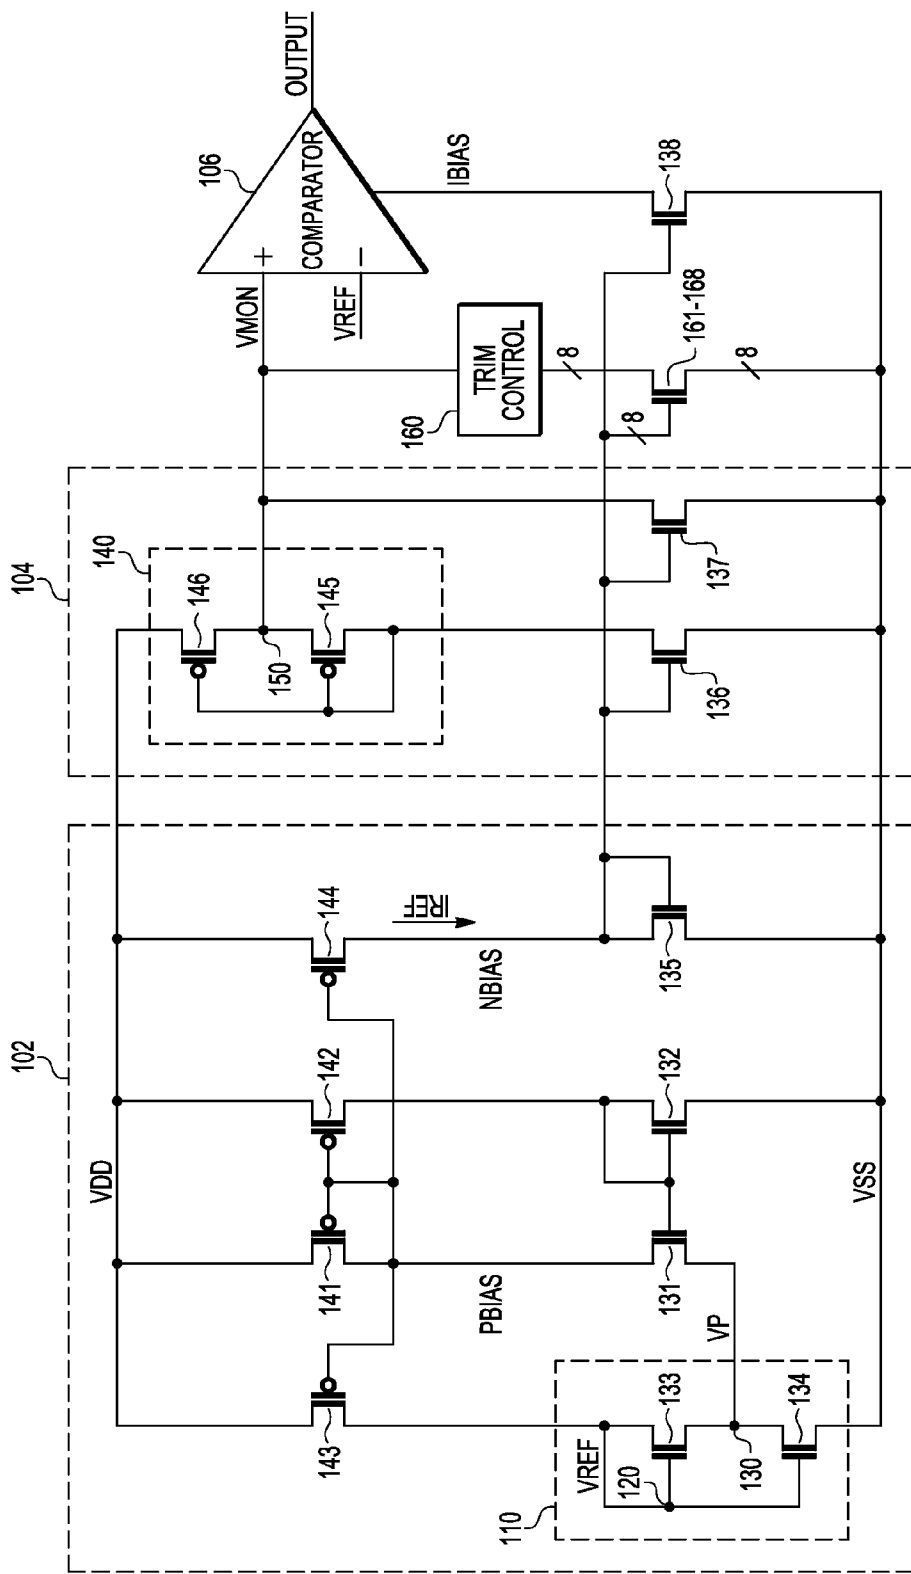 102
104
VDD
143
141
142
144
IREF
140
146
150
145
VMON
VREF
+
−
COMPARATOR
106
OUTPUT
IBIAS
PBIAS
NBIAS
160
TRIM
CONTROL
8
8
8
161-168
138
137
136
135
132
131
VP
VREF
110
120
133
130
134
VSS